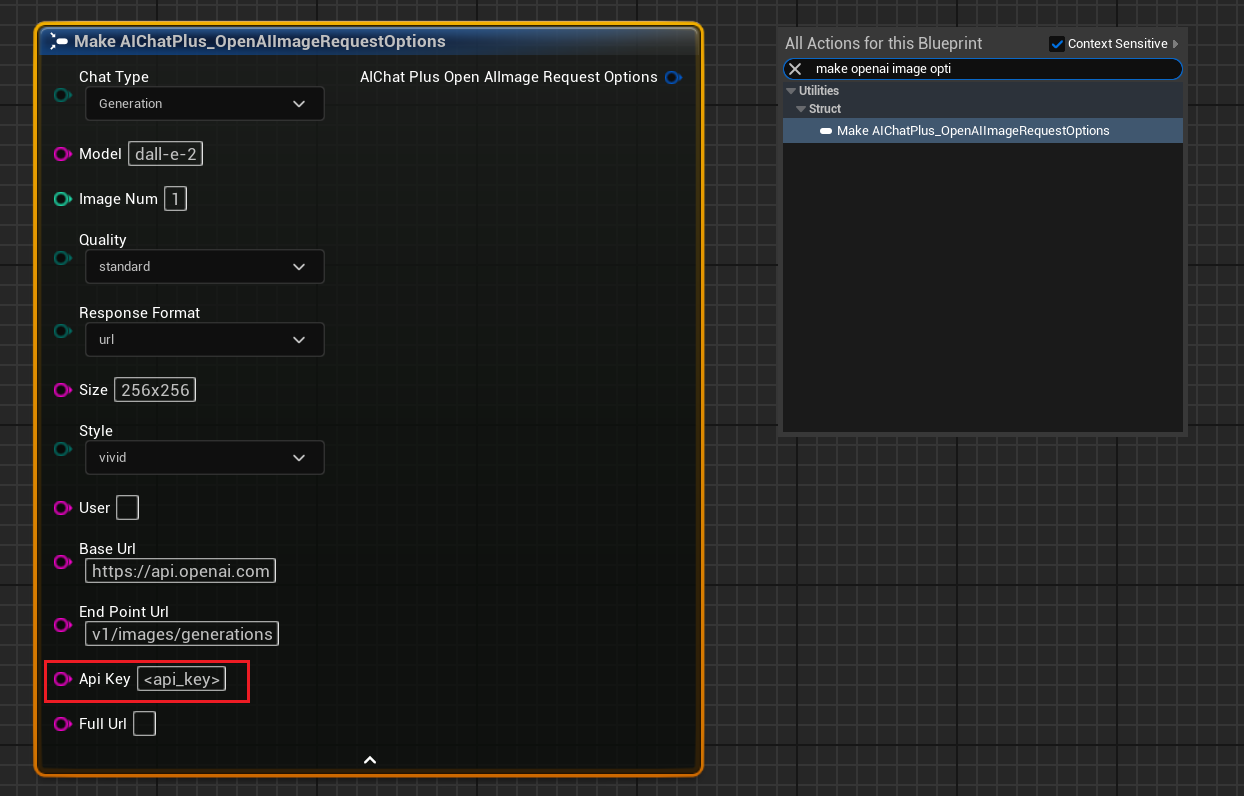 Make AIChatPlus_OpenAIImageRequestOptions
Chat Type
AIChat Plus Open AIImage Request Options
Generation
Model dall-e-2
Image Num 1
Quality
standard
Response Format
url
Size 256x256
Style
vivid
User
Base Url
https://api.openai.com
End Point Url
v1/images/generations
Api Key <api_key>
Full Url
All Actions for this Blueprint
Context Sensitive
make openai image opti
Utilities
Struct
Make AIChatPlus_OpenAIImageRequestOptions